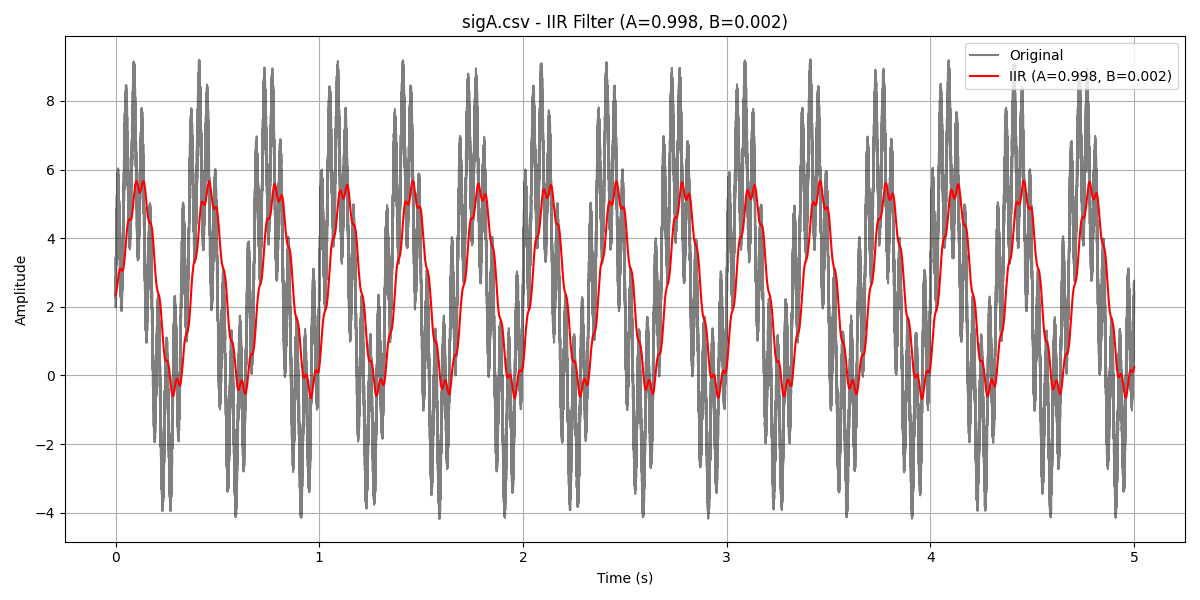 sigA.csv - IIR Filter (A=0.998, B=0.002)
Original
IIR (A=0.998, B=0.002)
Amplitude
8
6
4
2
0
−2
−4
0 1 2 3 4 5
Time (s)